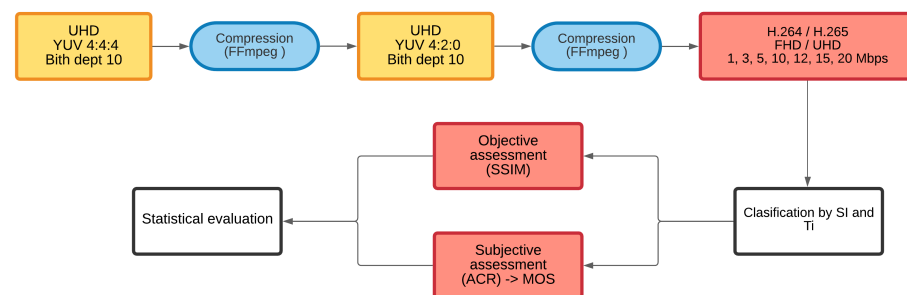 UHD
YUV 4:4:4
Bith dept 10
Compression
(FFmpeg )
UHD
YUV 4:2:0
Bith dept 10
Compression
(FFmpeg )
H.264 / H.265
FHD / UHD
1, 3, 5, 10, 12, 15, 20 Mbps
Objective
assessment
(SSIM)
Statistical evaluation
Clasification by SI and
Ti
Subjective
assessment
(ACR) -> MOS